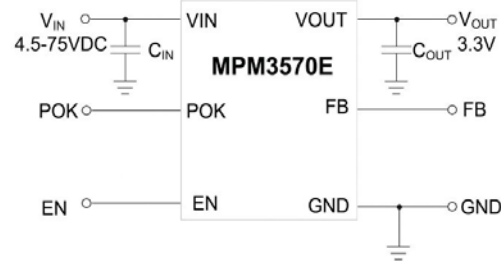 VIN VIN VOUT VOUT
4.5-75VDC CIN COUT 3.3V
MPM3570E
POK POK FB FB
EN EN GND GND